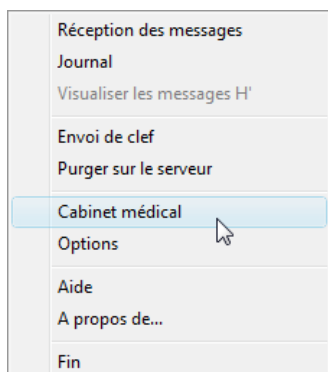 Réception des messages
Journal
Visualiser les messages H'
Envoi de clef
Purger sur le serveur
Cabinet médical
Options
Aide
A propos de...
Fin